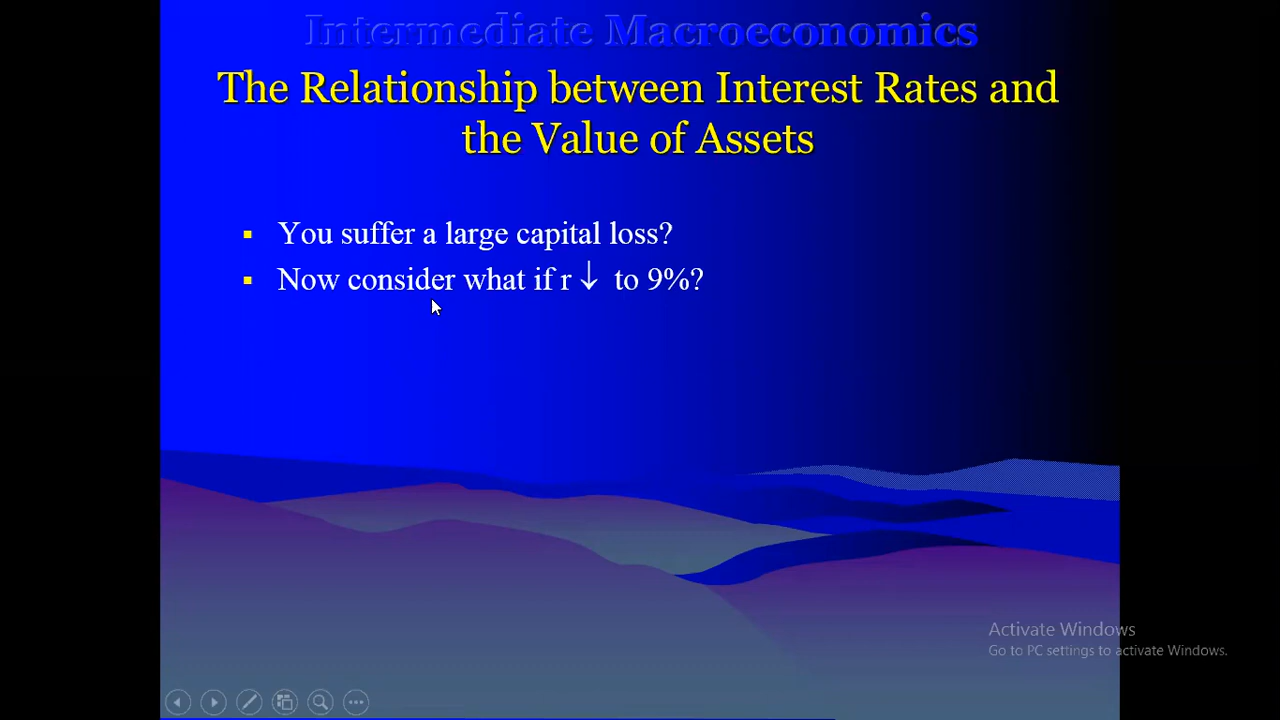 Intermediate Macroeconomics
The Relationship between Interest Rates and
the Value of Assets
▪ You suffer a large capital loss?
▪ Now consider what if r ↓ to 9%?
Activate Windows
Go to PC settings to activate Windows.